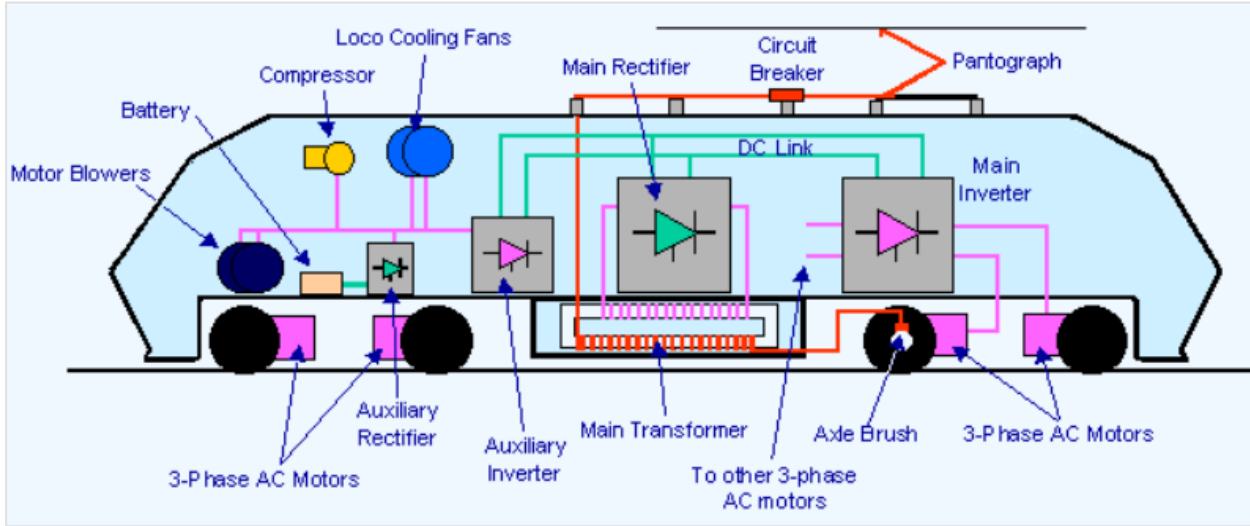 Loco Cooling Fans
Circuit
Breaker
Main Rectifier
Pantograph
Compressor
Battery
DC Link
Main
Inverter
Motor Blowers
Auxiliary
Rectifier
Auxiliary
Inverter
Main Transformer
Axle Brush
3-Phase AC Motors
3-Phase AC Motors
To other 3-phase
AC motors